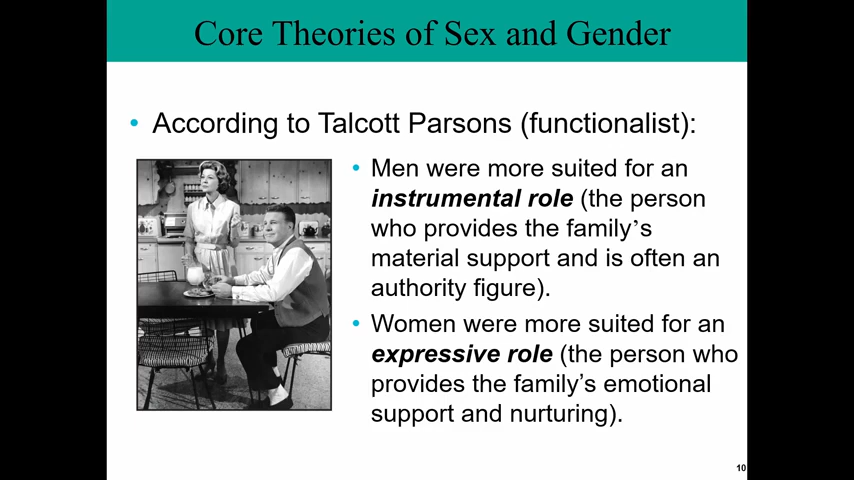 Core Theories of Sex and Gender
• According to Talcott Parsons (functionalist):
• Men were more suited for an
instrumental role (the person
who provides the family’s
material support and is often an
authority figure).
• Women were more suited for an
expressive role (the person who
provides the family’s emotional
support and nurturing).
10